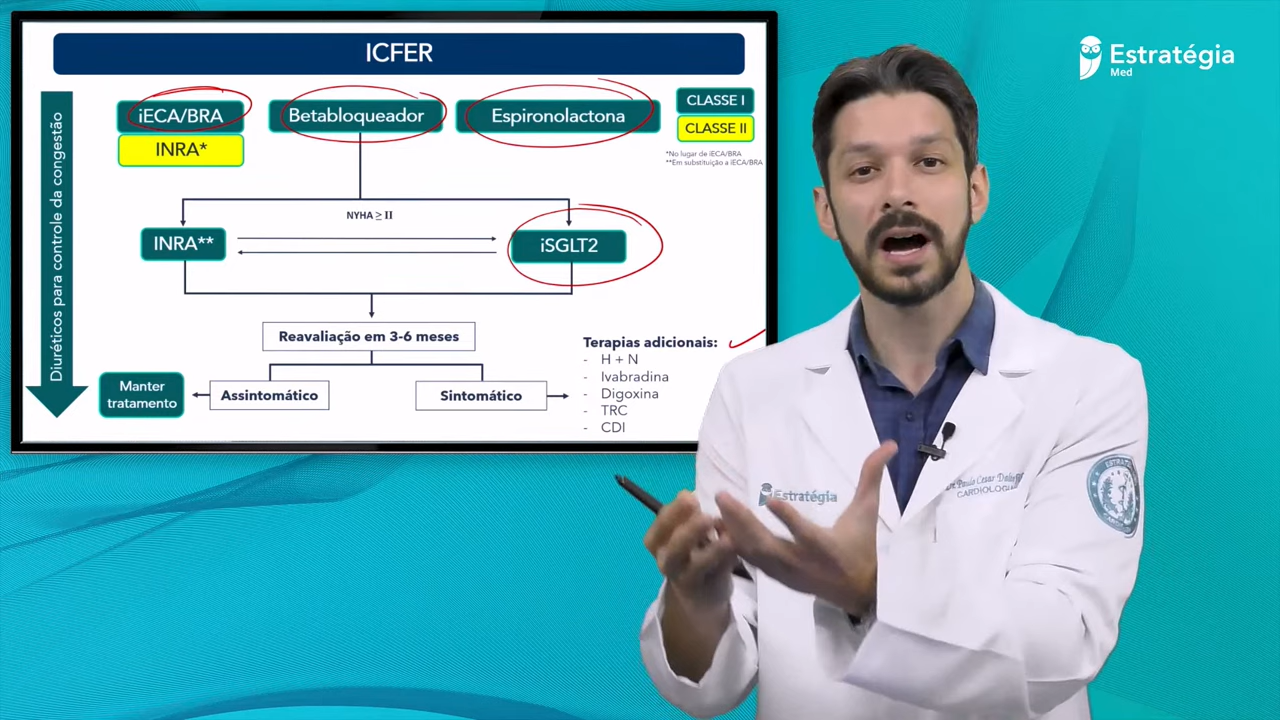 ICFER
Estratégia
Med
iECA/BRA
Betabloqueador
Espironolactona
CLASSE I
CLASSE II
INRA*
*No lugar de iECA/BRA
**Em substituição a iECA/BRA
Diuréticos para controle da congestão
NYHA ≥ II
INRA**
iSGLT2
Reavaliação em 3-6 meses
Manter
tratamento
Assintomático
Sintomático
Terapias adicionais:
- H + N
- Ivabradina
- Digoxina
- TRC
- CDI
Estratégia
Paulo Cesar
CARDIOLOGIA